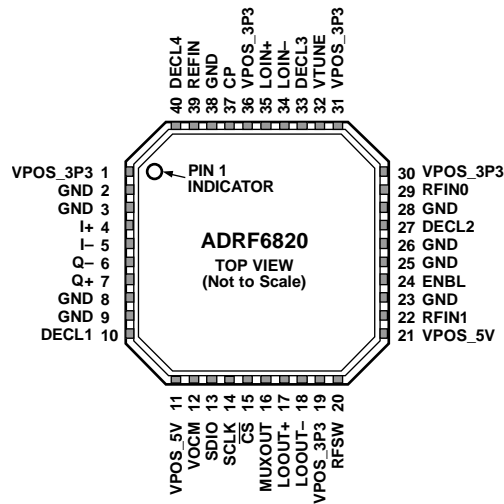 40 DECL4
39 REFIN
38 GND
37 CP
36 VPOS_3P3
35 LOIN+
34 LOIN–
33 DECL3
32 VTUNE
31 VPOS_3P3
VPOS_3P3 1
GND 2
GND 3
I+ 4
I– 5
Q– 6
Q+ 7
GND 8
GND 9
DECL1 10
PIN 1
INDICATOR
ADRF6820
TOP VIEW
(Not to Scale)
30 VPOS_3P3
29 RFIN0
28 GND
27 DECL2
26 GND
25 GND
24 ENBL
23 GND
22 RFIN1
21 VPOS_5V
VPOS_5V 11
VOCM 12
SDIO 13
SCLK 14
CS 15
MUXOUT 16
LOOUT+ 17
LOOUT– 18
VPOS_3P3 19
RFSW 20